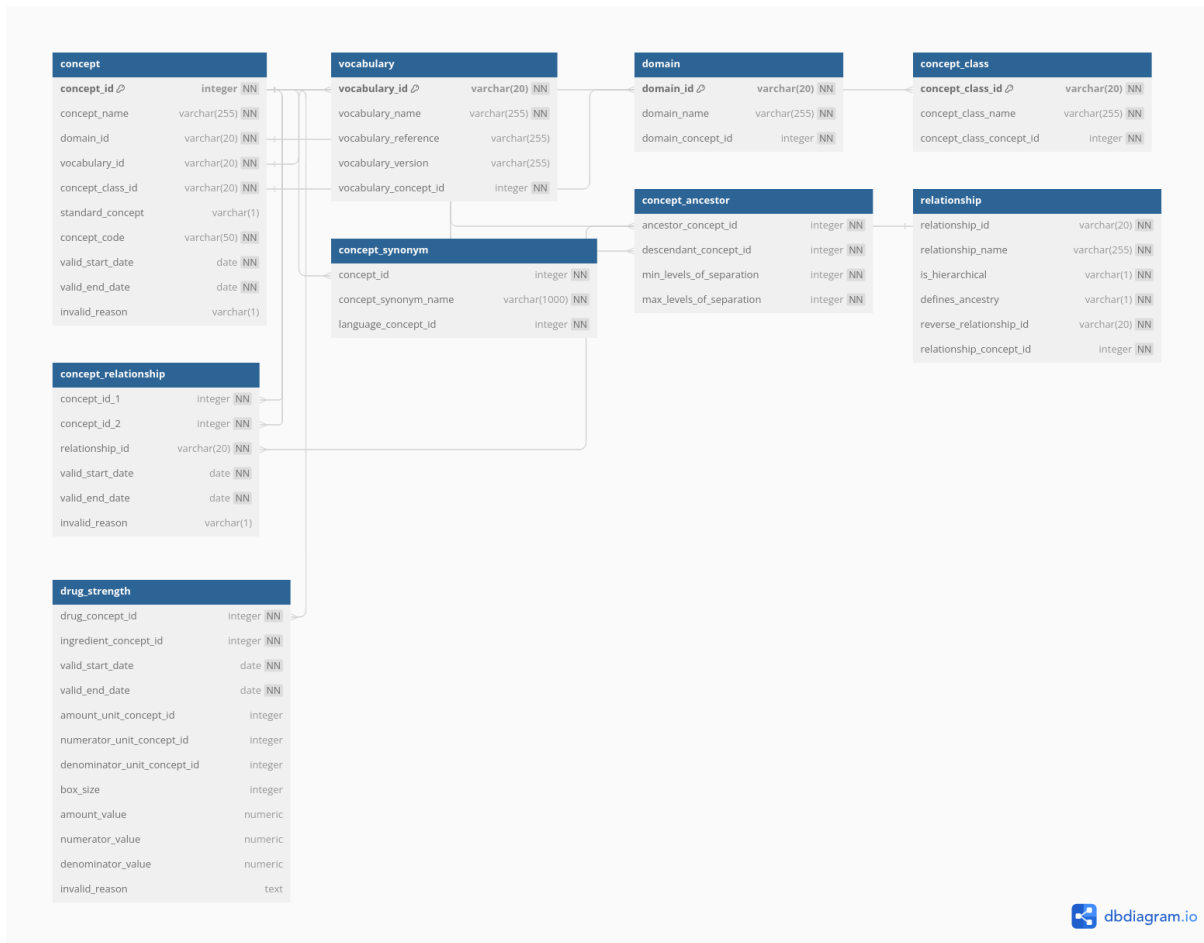 concept
concept_id integer NN
concept_name varchar(255) NN
domain_id varchar(20) NN
vocabulary_id varchar(20) NN
concept_class_id varchar(20) NN
standard_concept varchar(1)
concept_code varchar(50) NN
valid_start_date date NN
valid_end_date date NN
invalid_reason varchar(1)
vocabulary
vocabulary_id varchar(20) NN
vocabulary_name varchar(255) NN
vocabulary_reference varchar(255)
vocabulary_version varchar(255)
vocabulary_concept_id integer NN
domain
domain_id varchar(20) NN
domain_name varchar(255) NN
domain_concept_id integer NN
concept_class
concept_class_id varchar(20) NN
concept_class_name varchar(255) NN
concept_class_concept_id integer NN
concept_synonym
concept_id integer NN
concept_synonym_name varchar(1000) NN
language_concept_id integer NN
concept_ancestor
ancestor_concept_id integer NN
descendant_concept_id integer NN
min_levels_of_separation integer NN
max_levels_of_separation integer NN
relationship
relationship_id varchar(20) NN
relationship_name varchar(255) NN
is_hierarchical varchar(1) NN
defines_ancestry varchar(1) NN
reverse_relationship_id varchar(20) NN
relationship_concept_id integer NN
concept_relationship
concept_id_1 integer NN
concept_id_2 integer NN
relationship_id varchar(20) NN
valid_start_date date NN
valid_end_date date NN
invalid_reason varchar(1)
drug_strength
drug_concept_id integer NN
ingredient_concept_id integer NN
valid_start_date date NN
valid_end_date date NN
amount_unit_concept_id integer
numerator_unit_concept_id integer
denominator_unit_concept_id integer
box_size integer
amount_value numeric
numerator_value numeric
denominator_value numeric
invalid_reason text
dbdiagram.io